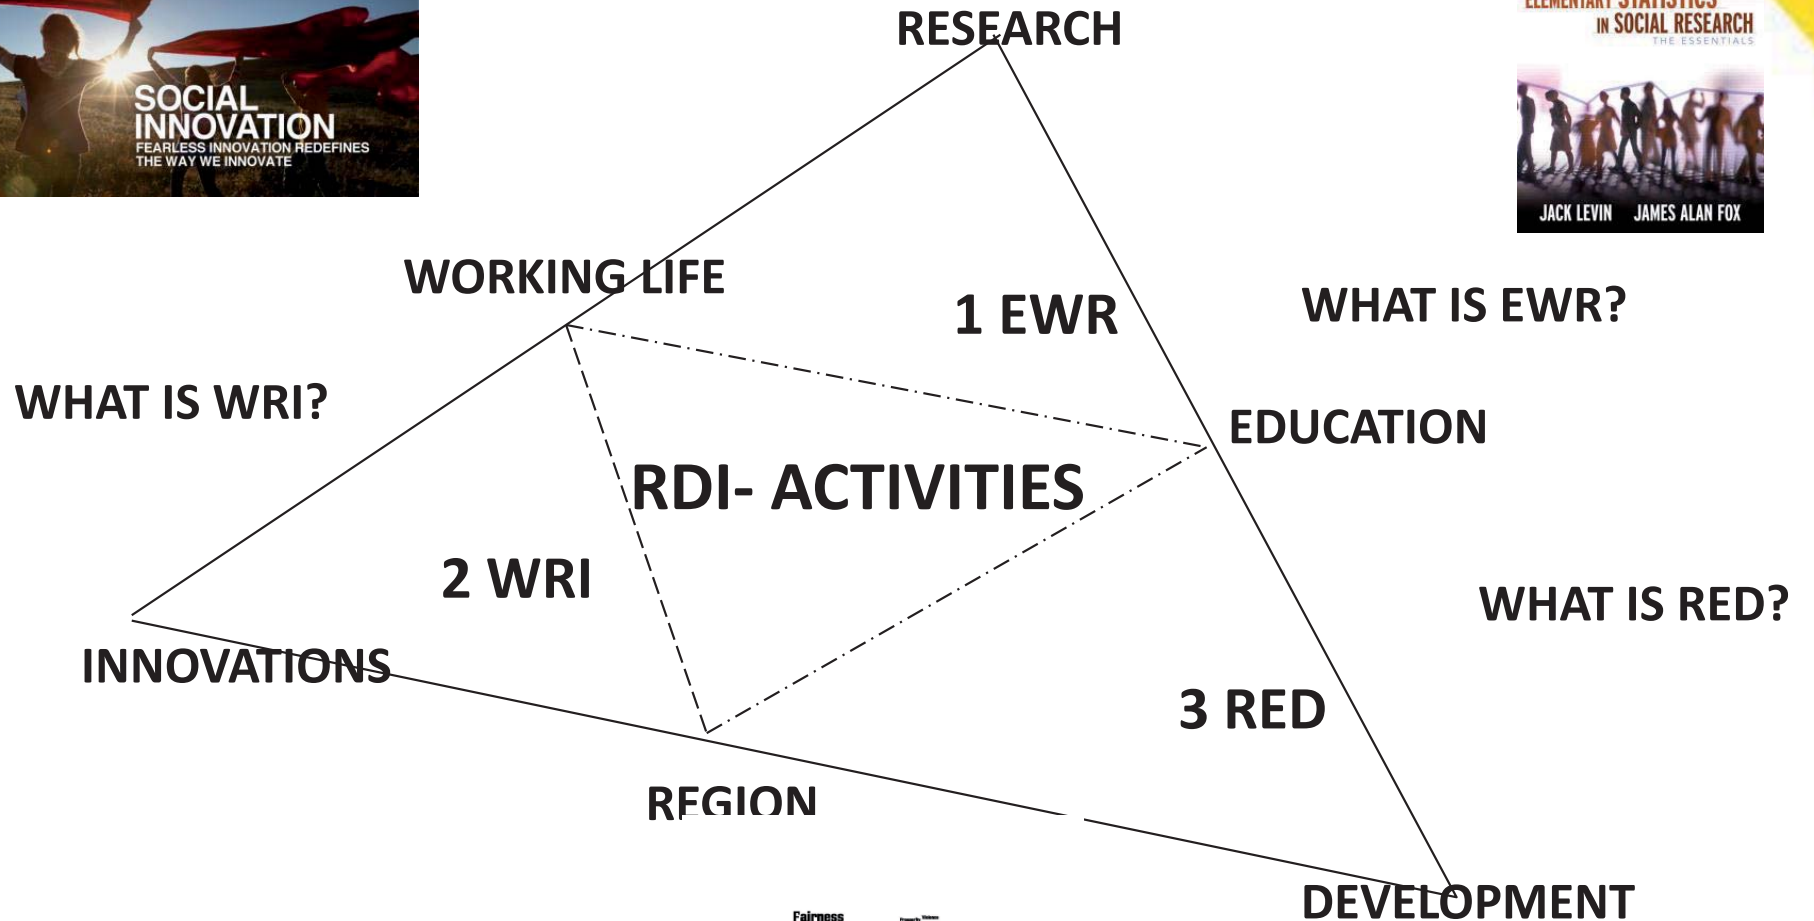 RESEARCH
ELEMENTARY STATISTICS
IN SOCIAL RESEARCH
THE ESSENTIALS
SOCIAL
INNOVATION
FEARLESS INNOVATION REDEFINES
THE WAY WE INNOVATE
JACK LEVIN JAMES ALAN FOX
WORKING LIFE
1 EWR
WHAT IS EWR?
WHAT IS WRI?
EDUCATION
RDI- ACTIVITIES
2 WRI
WHAT IS RED?
INNOVATIONS
3 RED
REGION
DEVELOPMENT
Fairness